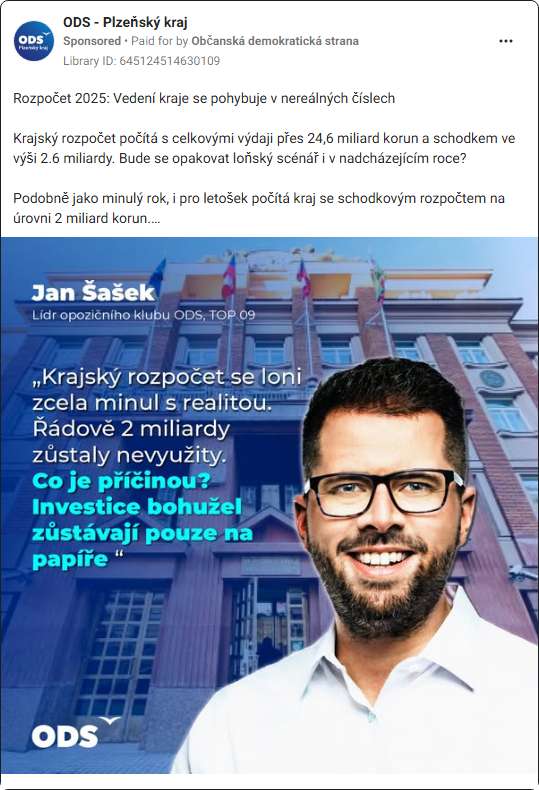 ODS - Plzeňský kraj
Sponsored • Paid for by Občanská demokratická strana
Library ID: 645124514630109
Rozpočet 2025: Vedení kraje se pohybuje v nereálných číslech
Krajský rozpočet počítá s celkovými výdaji přes 24,6 miliard korun a schodkem ve
výši 2.6 miliardy. Bude se opakovat loňský scénář i v nadcházejícím roce?
Podobně jako minulý rok, i pro letošek počítá kraj se schodkovým rozpočtem na
úrovni 2 miliard korun....
Jan Šašek
Lídr opozičního klubu ODS, TOP 09
„Krajský rozpočet se loni
zcela minul s realitou.
Řádově 2 miliardy
zůstaly nevyužity.
Co je příčinou?
Investice bohužel
zůstávají pouze na
papíře “
ODS
ODS
Plzeňský kraj